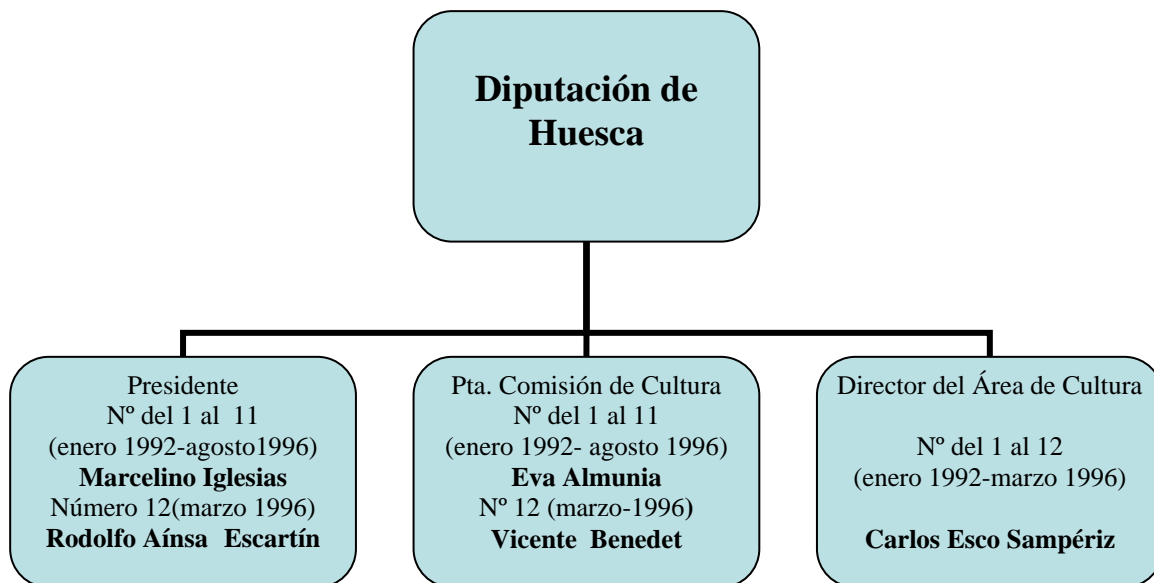 Diputación de
Huesca
Presidente
Nº del 1 al 11
(enero 1992-agosto1996)
Marcelino Iglesias
Número 12(marzo 1996)
Rodolfo Aínsa Escartín
Pta. Comisión de Cultura
Nº del 1 al 11
(enero 1992- agosto 1996)
Eva Almunia
Nº 12 (marzo-1996)
Vicente Benedet
Director del Área de Cultura
Nº del 1 al 12
(enero 1992-marzo 1996)
Carlos Esco Sampériz